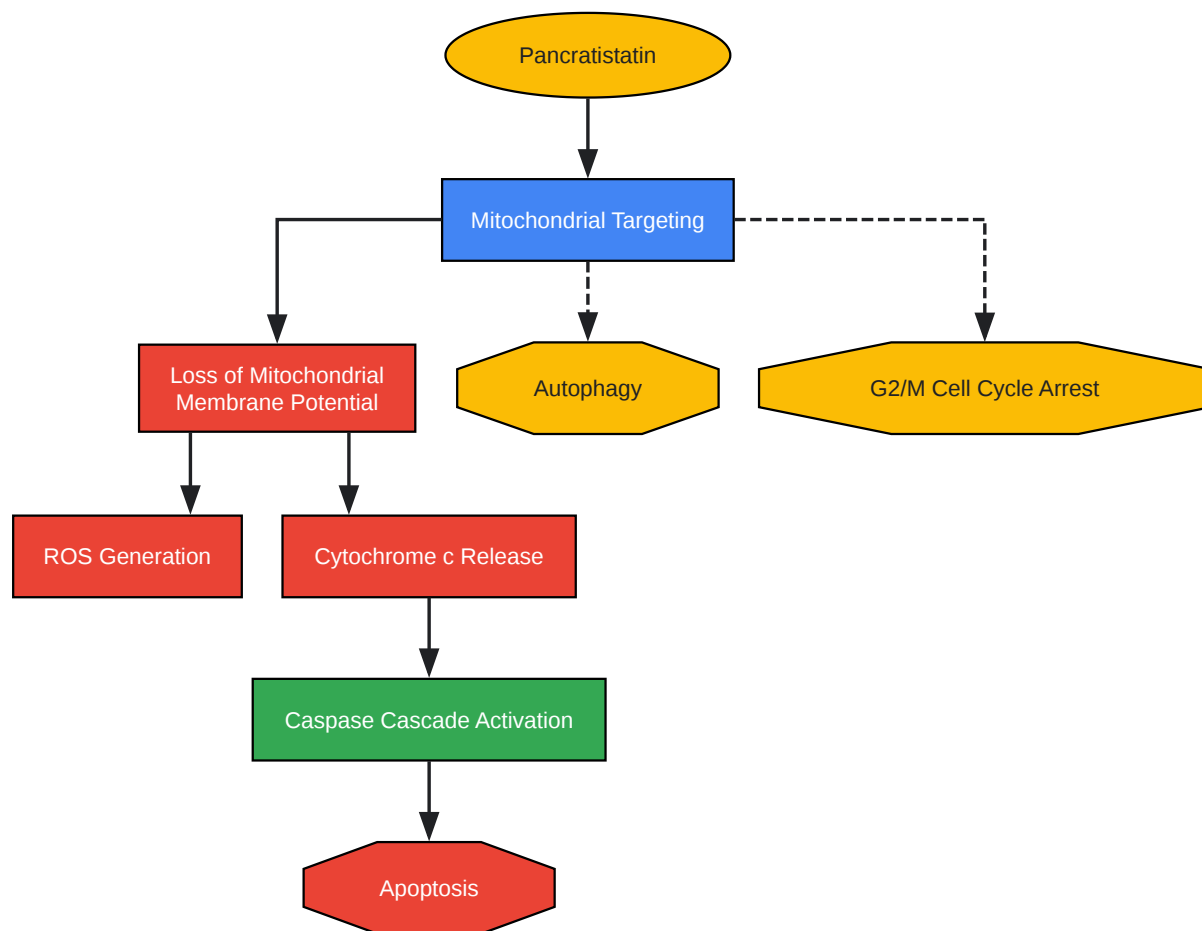 Pancratistatin
Mitochondrial Targeting
Loss of Mitochondrial
Membrane Potential
Autophagy
G2/M Cell Cycle Arrest
ROS Generation
Cytochrome c Release
Caspase Cascade Activation
Apoptosis